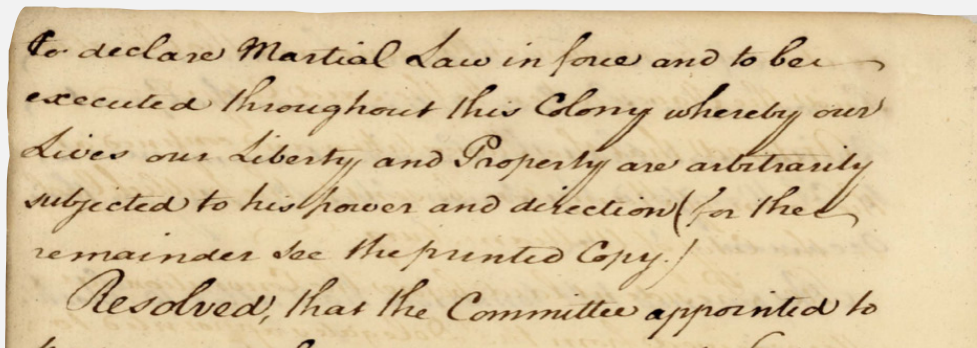 to declare Martial Law in force and to be
executed throughout this Colony whereby our
Lives our Liberty and Property are arbitrarily
subjected to his power and direction (for the
remainder see the printed Copy.)
Resolved, that the Committee appointed to